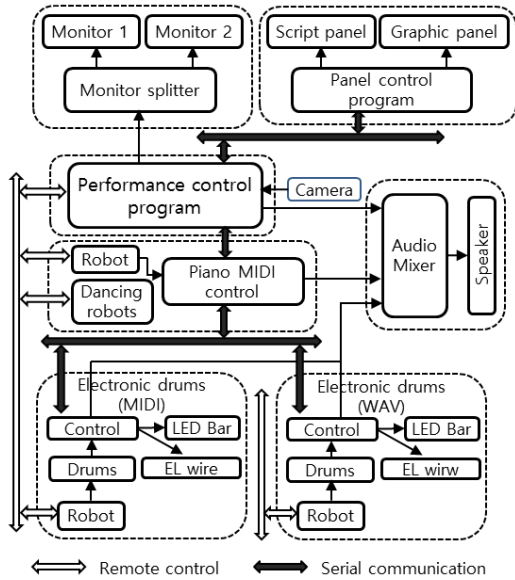 Monitor 1
Monitor 2
Monitor splitter
Script panel
Graphic panel
Panel control
program
Performance control
program
Camera
Robot
Dancing
robots
Piano MIDI
control
Audio
Mixer
Speaker
Electronic drums
(MIDI)
Control
LED Bar
Drums
EL wire
Robot
Electronic drums
(WAV)
Control
LED Bar
Drums
EL wirw
Robot
Remote control
Serial communication